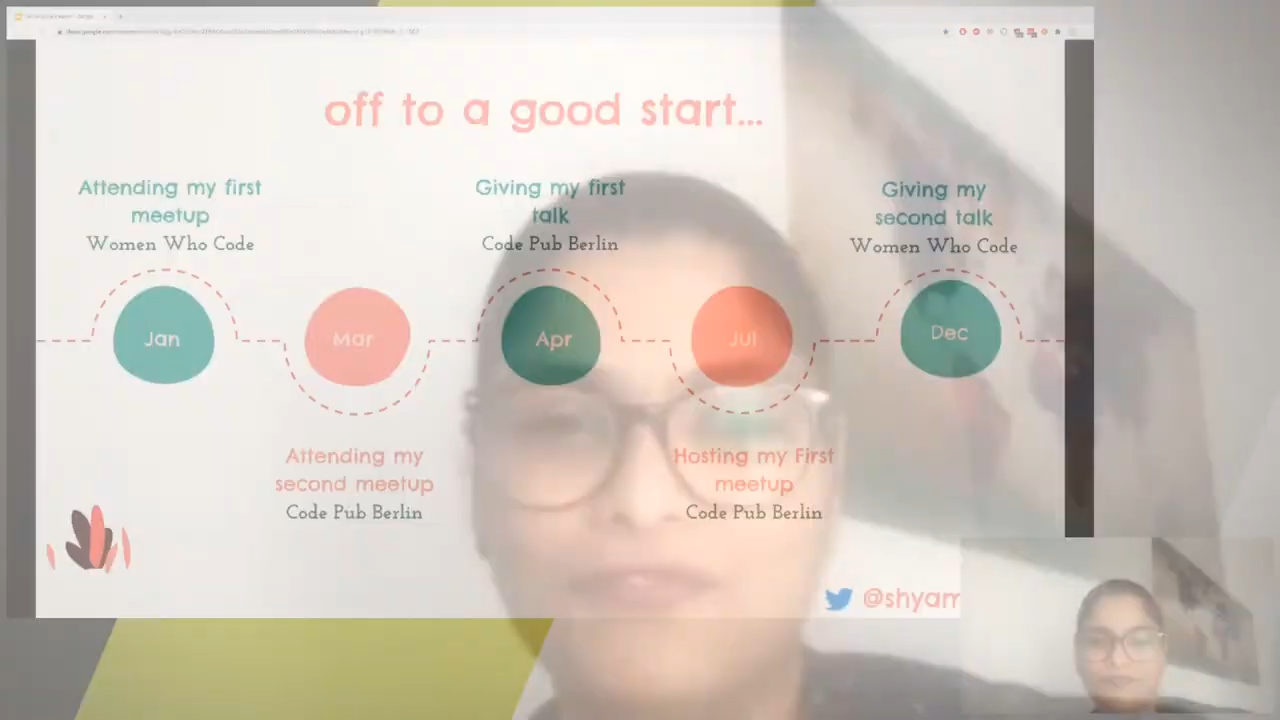 off to a good start...
Attending my first
meetup
Women Who Code
Giving my first
talk
Code Pub Berlin
Giving my
second talk
Women Who Code
Jan
Mar
Apr
Jul
Dec
Attending my
second meetup
Code Pub Berlin
Hosting my First
meetup
Code Pub Berlin
@shyam